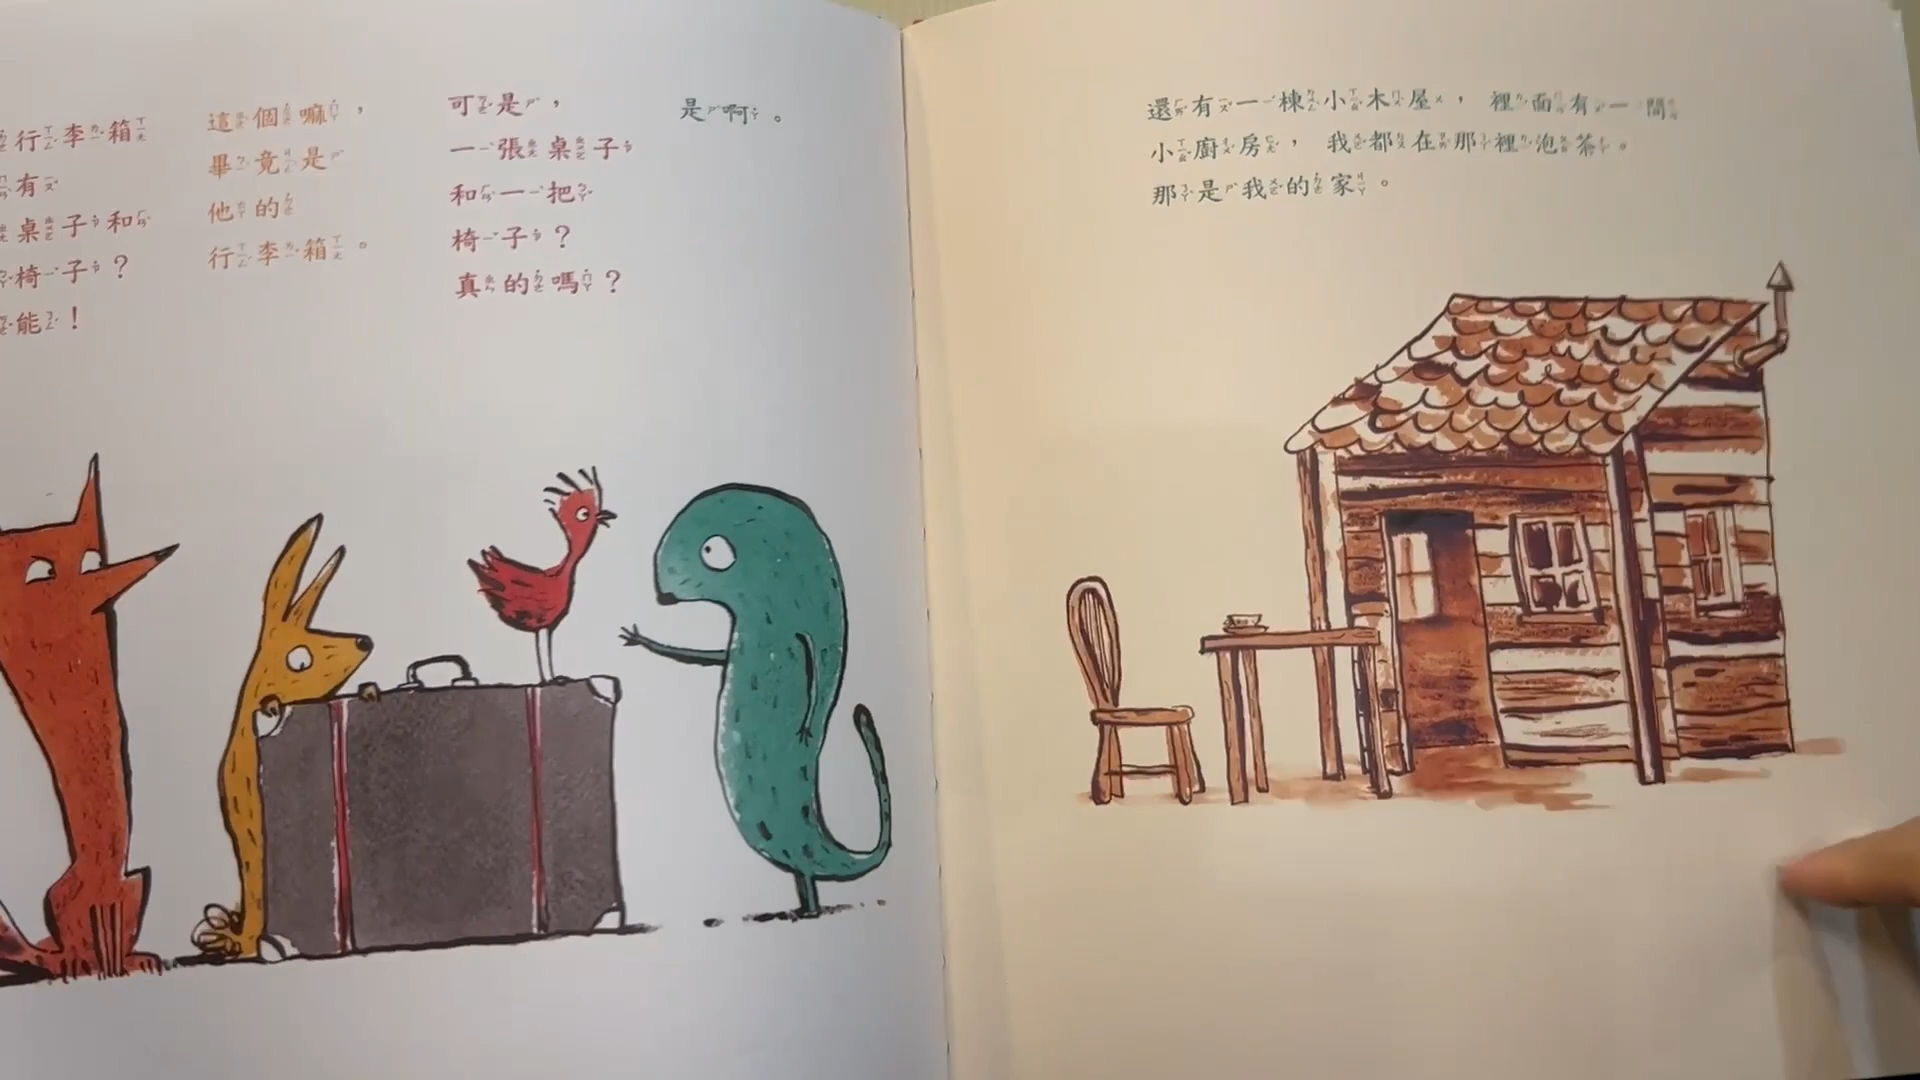 行李箱
有
桌子和
椅子？
能！
這個嘛，
畢竟是
他的
行李箱。
可是，
一張桌子
和一把
椅子？
真的嗎？
是啊。
還有一棟小木屋，裡面有一間
小廚房，我都在那裡泡茶。
那是我的家。